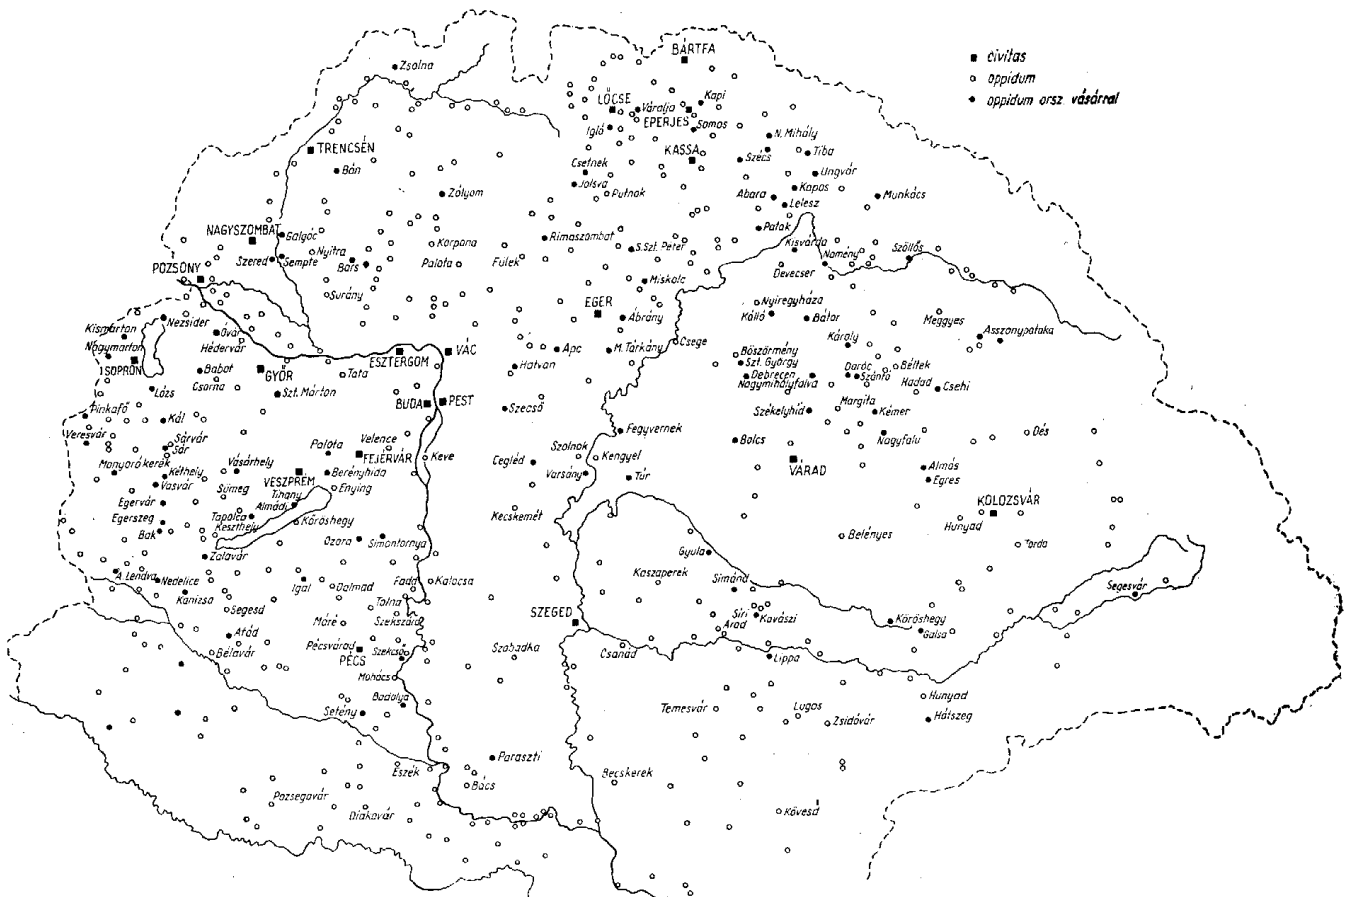 BÁRTFA
civitas
oppidum
oppidum orsz vásárral
Zsolna
LŐCSE
Váralja
Kapi
EPERJES
Somos
Igló
N. Mihály
TRENCSÉN
Bán
KASSA
Szécs
Tiba
Csetnek
Ungvár
Jolsva
Putnok
Zólyom
Abara
Kapos
Lelesz
Munkács
NAGYSZOMBAT
Galgóc
Patak
Szered
Sempte
Nyitra
Bars
Korpona
Palota
Fülek
Rimaszombat
S. Szt. Péter
Kisvárda
Namény
Szöllős
POZSONY
Surány
Miskolc
Devecser
Nyíregyháza
EGER
Ábrány
Kálló
Bátor
Meggyes
Asszonypataka
Kismarton
Nezsider
Óvár
Nagymarton
Hédervár
SOPRON
Babot
GYŐR
ESZTERGOM
VÁC
Apc
M. Tárkány
Csege
Károly
Böszörmény
Szt. György
Debrecen
Nagymihályfalva
Daróc
Szántó
Béltek
Hadad
Csehi
Lózs
Csorna
Szt. Márton
Tata
Hatvan
BUDA
PEST
Szecső
Székelyhíd
Margita
Kémer
Pinkafő
Kál
Veresvár
Sárvár
Sár
Palota
Velence
FEJÉRVÁR
Keve
Fegyvernek
Szolnok
Kengyel
Bolcs
Nagyfalu
Dés
Monyorókerék
Kéthely
Vasvár
Vásárhely
VESZPRÉM
Berényhida
Cegléd
Varsány
Túr
VÁRAD
Almás
Egres
Egervár
Sümeg
Tihany
Almádi
Enying
Egerszeg
Tapolca
Keszthely
Bak
Kőröshegy
Kecskemét
KOLOZSVÁR
Hunyad
Zalavár
Ozora
Simontornya
Belényes
Torda
Gyula
A. Lendva
Nedelice
Kanizsa
Igal
Dalmad
Fadd
Kalocsa
Kaszaperek
Simánd
Segesvár
Segesd
Tolna
Máré
Szekszárd
SZEGED
Síri
Arad
Kovászi
Kőröshegy
Galsa
Atád
Bélavár
Pécsvárad
PÉCS
Szekcső
Szabadka
Csanád
Lippa
Mohács
Bodolya
Setény
Temesvár
Lugos
Zsidóvár
Hunyad
Hátszeg
Eszék
Paraszti
Bács
Becskerek
Pozsegavár
Diakovár
Kövesd